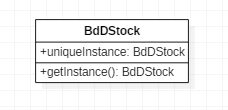 BdDStock
+uniqueInstance: BdDStock
+getInstance(): BdDStock